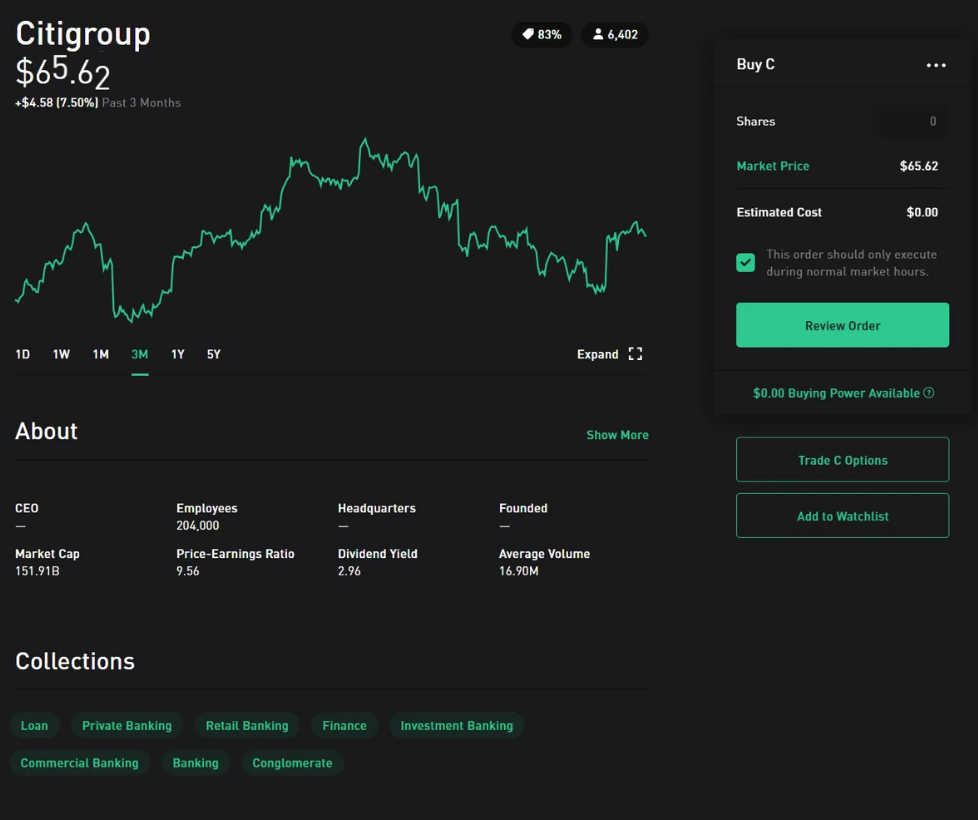 Citigroup
83%
6,402
$65.62
+$4.58 (7.50%) Past 3 Months
1D 1W 1M 3M 1Y 5Y
Expand
About
Show More
CEO Employees Headquarters Founded
— 204,000 — —
Market Cap Price-Earnings Ratio Dividend Yield Average Volume
151.91B 9.56 2.96 16.90M
Collections
Loan Private Banking Retail Banking Finance Investment Banking
Commercial Banking Banking Conglomerate
Buy C
Shares 0
Market Price $65.62
Estimated Cost $0.00
This order should only execute
during normal market hours.
Review Order
$0.00 Buying Power Available ?
Trade C Options
Add to Watchlist